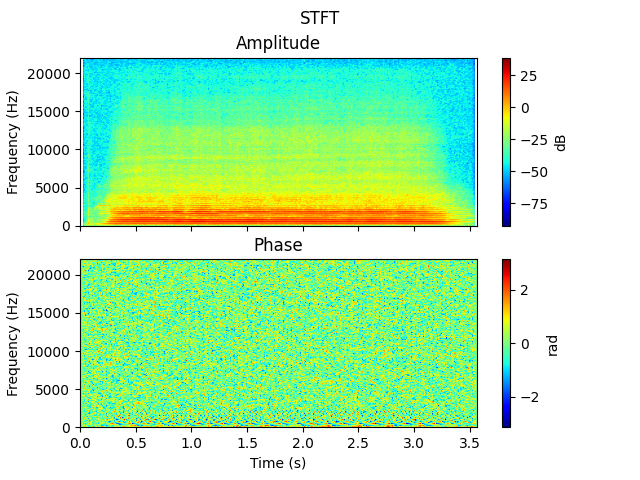 STFT
Amplitude
Frequency (Hz)
20000
15000
10000
5000
0
25
0
−25
−50
−75
dB
Phase
Frequency (Hz)
20000
15000
10000
5000
0
0.0 0.5 1.0 1.5 2.0 2.5 3.0 3.5
Time (s)
2
0
−2
rad